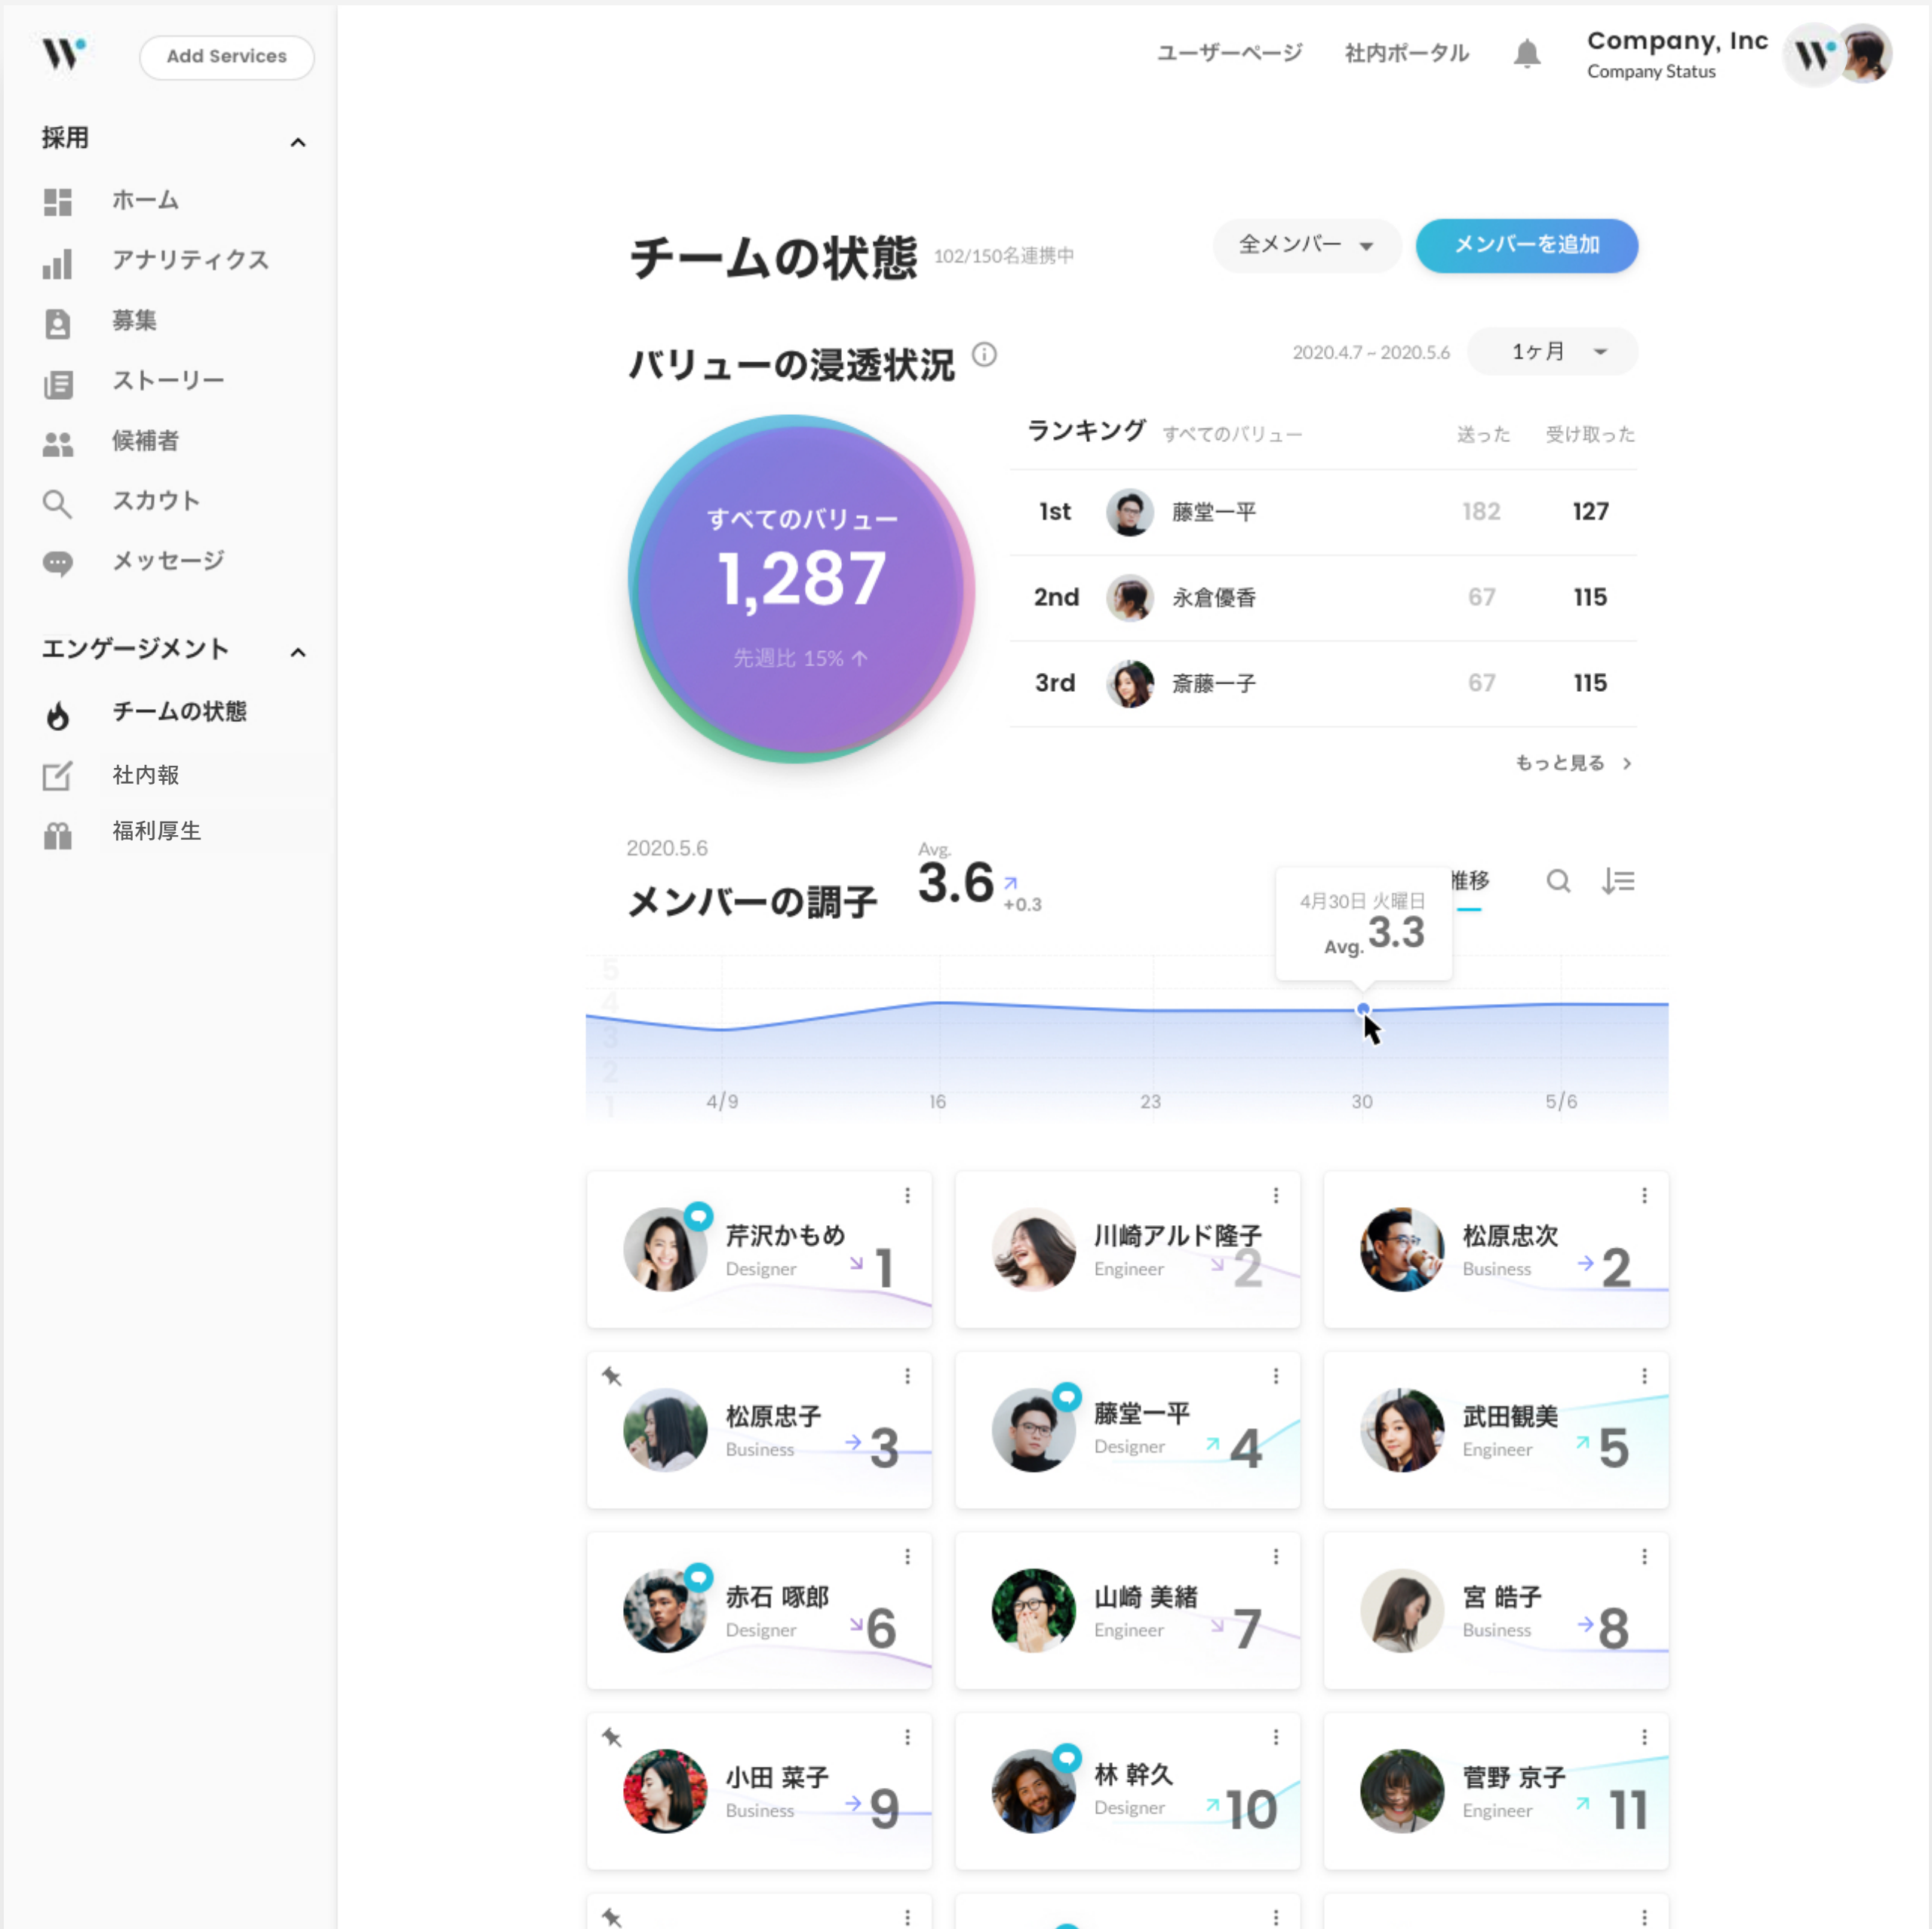 W
Add Services
採用
ホーム
アナリティクス
募集
ストーリー
候補者
スカウト
メッセージ
エンゲージメント
チームの状態
社内報
福利厚生
ユーザーページ
社内ポータル
Company, Inc
Company Status
W
チームの状態
102/150名連携中
全メンバー
メンバーを追加
バリューの浸透状況
2020.4.7 ~ 2020.5.6
1ヶ月
すべてのバリュー
1,287
先週比 15% ↑
ランキング すべてのバリュー 送った 受け取った
1st 藤堂一平 182 127
2nd 永倉優香 67 115
3rd 斎藤一子 67 115
もっと見る
2020.5.6
メンバーの調子
Avg.
3.6
+0.3
推移
4月30日 火曜日
Avg. 3.3
5
4
3
2
1
4/9 16 23 30 5/6
芹沢かもめ
Designer
1
川崎アルド隆子
Engineer
2
松原忠次
Business
2
松原忠子
Business
3
藤堂一平
Designer
4
武田観美
Engineer
5
赤石 啄郎
Designer
6
山崎 美緒
Engineer
7
宮 皓子
Business
8
小田 菜子
Business
9
林 幹久
Designer
10
菅野 京子
Engineer
11